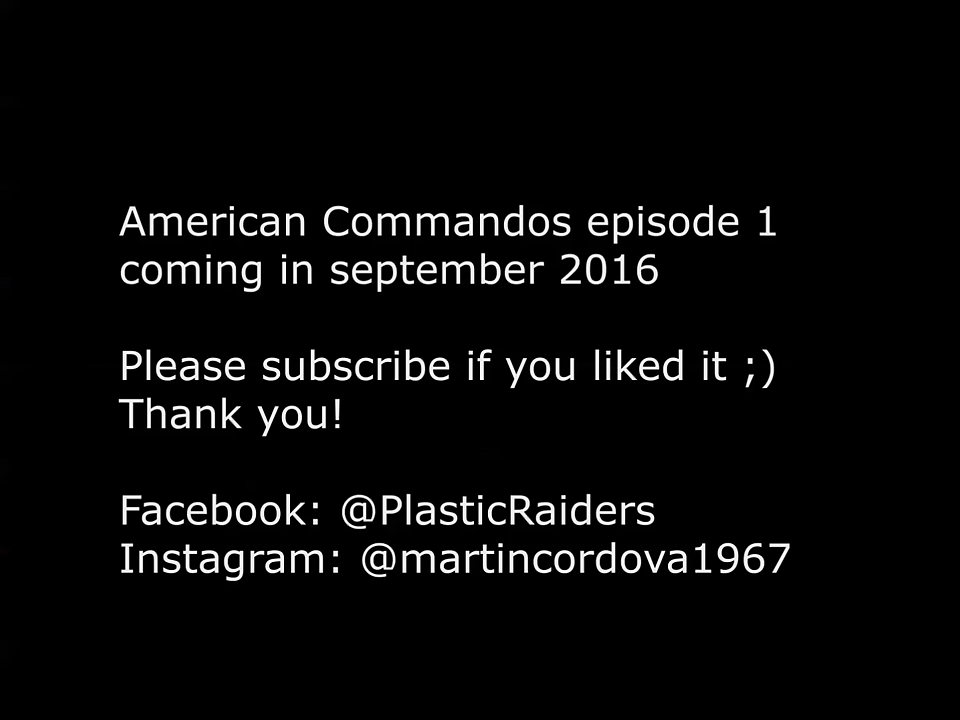 American Commandos episode 1
coming in september 2016
Please subscribe if you liked it ;)
Thank you!
Facebook: @PlasticRaiders
Instagram: @martincordova1967